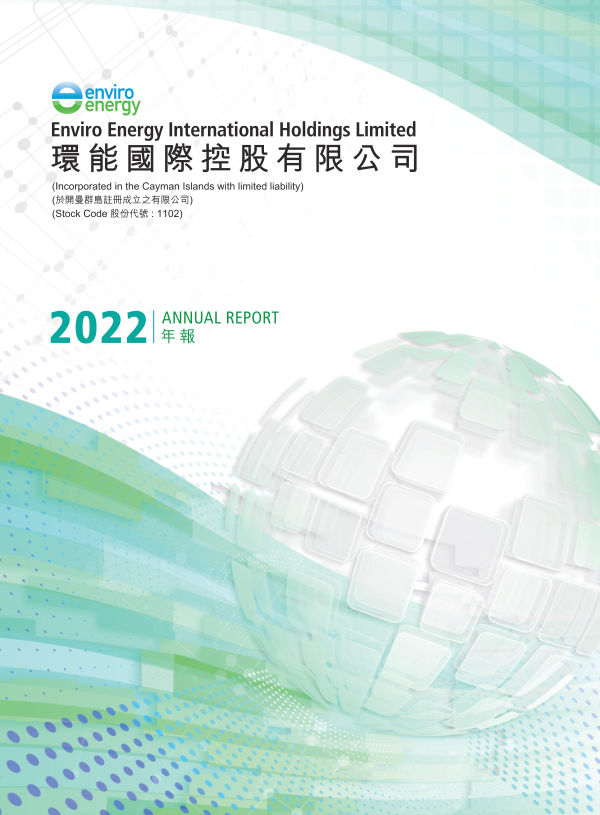 enviro
energy
Enviro Energy International Holdings Limited
環能國際控股有限公司
(Incorporated in the Cayman Islands with limited liability)
(於開曼群島註冊成立之有限公司)
(Stock Code 股份代號 : 1102)
2022 ANNUAL REPORT
年報